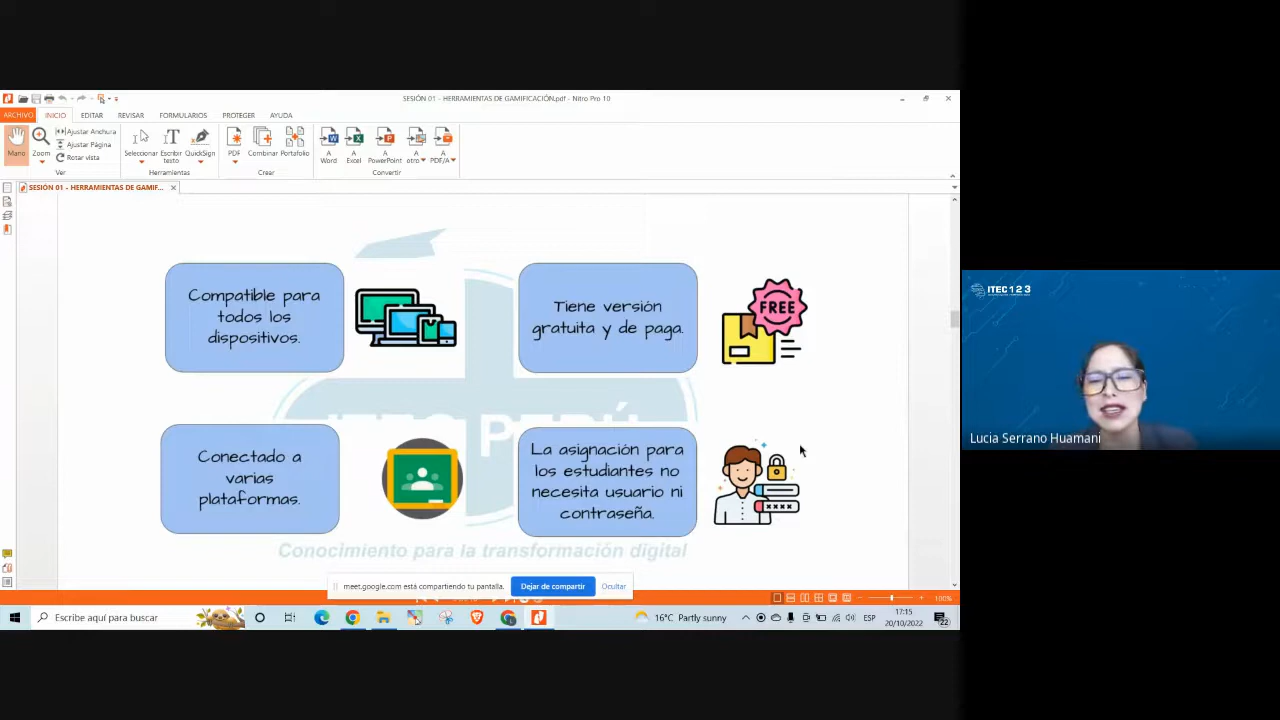 SESIÓN 01 - HERRAMIENTAS DE GAMIFICACIÓN.pdf - Nitro Pro 10
ARCHIVO INICIO EDITAR REVISAR FORMULARIOS PROTEGER AYUDA
Mano
Zoom
Ajustar Anchura
Ajustar Página
Rotar vista
Ver
Seleccionar
Escribir texto
QuickSign
Herramientas
PDF
Combinar
Portafolio
Crear
A Word
A Excel
A PowerPoint
A otro
A PDF/A
Convertir
SESIÓN 01 - HERRAMIENTAS DE GAMIF...
Compatible para
todos los
dispositivos.
Tiene versión
gratuita y de paga.
FREE
Conectado a
varias
plataformas.
La asignación para
los estudiantes no
necesita usuario ni
contraseña.
PERÚ
Conocimiento para la transformación digital
meet.google.com está compartiendo tu pantalla.
Dejar de compartir
Ocultar
100%
Escribe aquí para buscar
16°C Partly sunny
ESP
17:15
20/10/2022
22
ITEC 123
Lucia Serrano Huamani